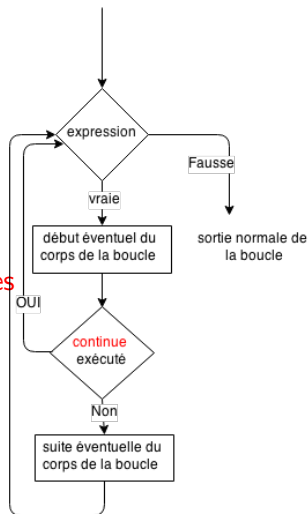 expression
Fausse
vraie
début éventuel du
corps de la boucle
sortie normale de
la boucle
es
OUI
continue
exécuté
Non
suite éventuelle du
corps de la boucle